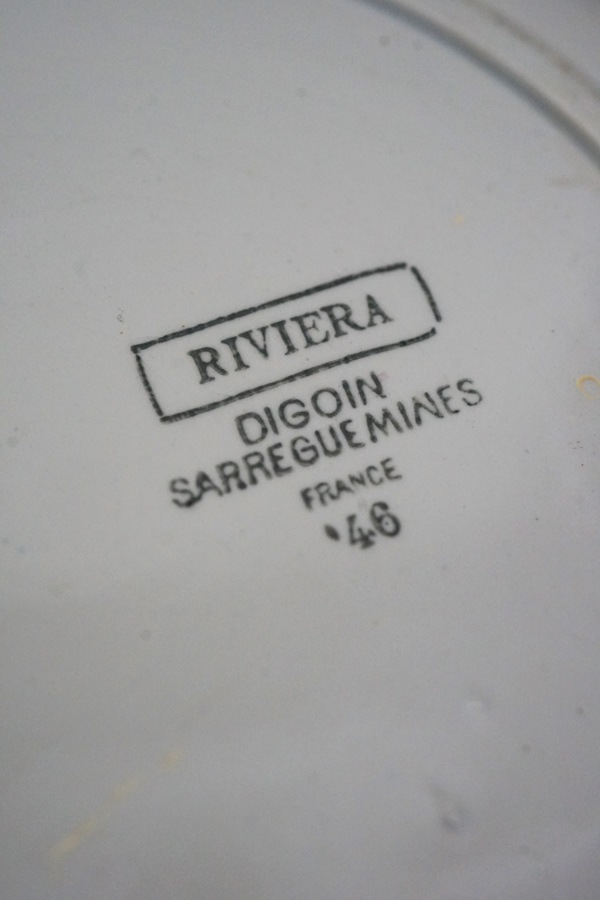 RIVIERA
DIGOIN
SARREGUEMINES
FRANCE
•46